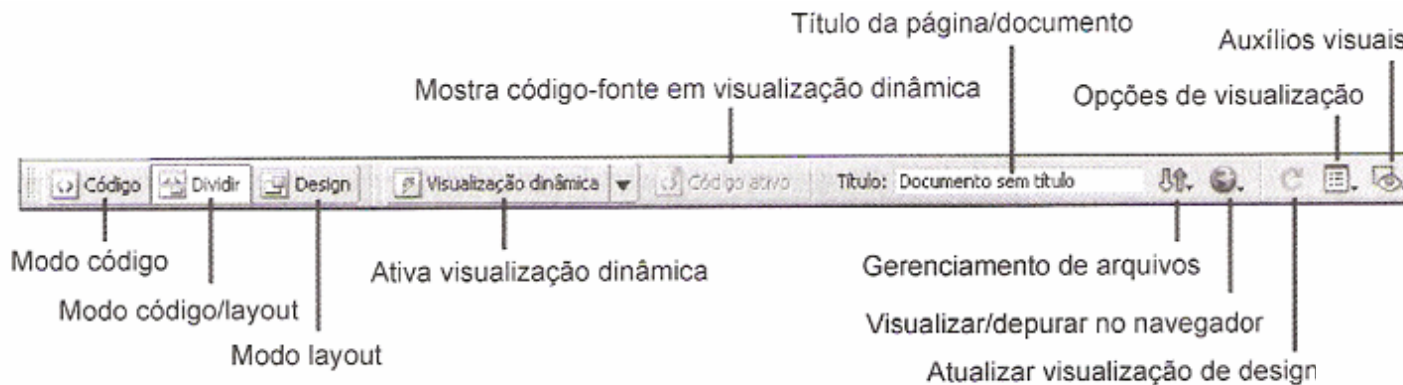 Título da página/documento
Auxílios visuais
Mostra código-fonte em visualização dinâmica
Opções de visualização
Código Dividir Design Visualização dinâmica Código ativo Título: Documento sem título
Modo código
Ativa visualização dinâmica
Gerenciamento de arquivos
Modo código/layout
Visualizar/depurar no navegador
Modo layout
Atualizar visualização de design